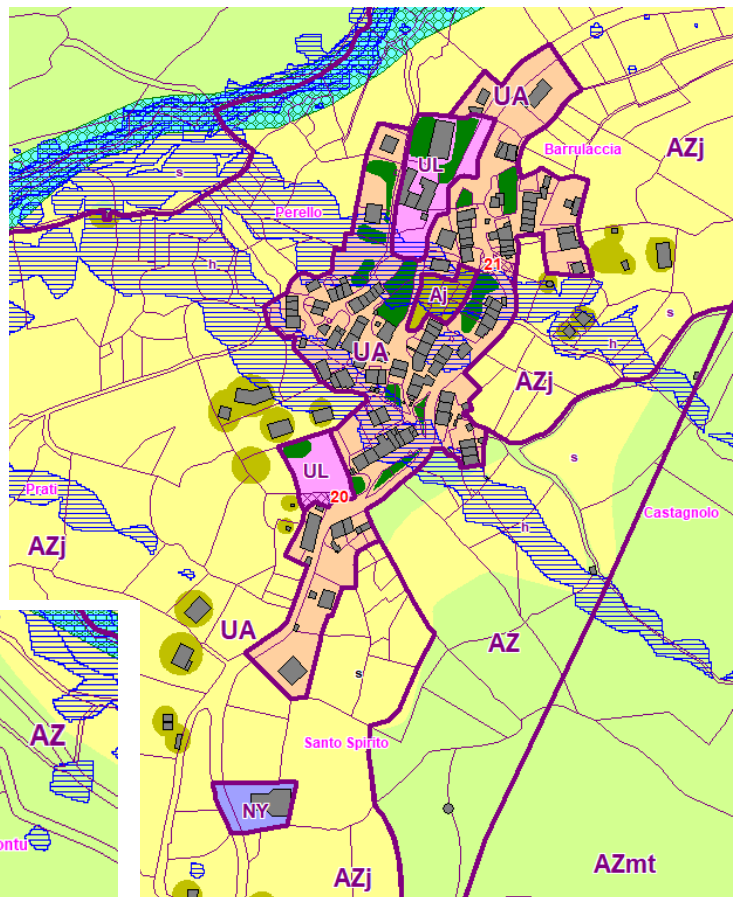 UA
AZj
Barrulaccia
UL
s
Perello
h
21
Aj
UA
s
h
AZj
s
UL
20
Prati
Castagnolo
h
AZj
UA
AZ
s
AZ
Santo Spirito
NY
ontù
AZj
AZmt